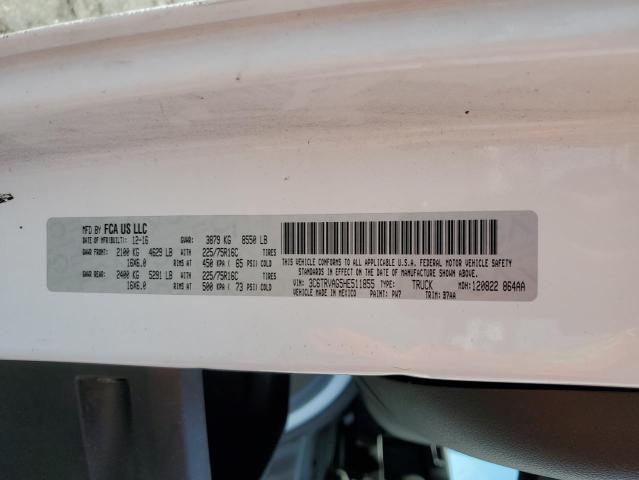 MFD BY FCA US LLC
DATE OF MFR(BUILT): 12-16 GVWR: 3879 KG 8550 LB
GAWR FRONT: 2100 KG 4629 LB WITH 225/75R16C TIRES
16X6.0 RIMS AT 450 KPA ( 65 PSI) COLD
GAWR REAR: 2400 KG 5291 LB WITH 225/75R16C TIRES
16X6.0 RIMS AT 500 KPA ( 73 PSI) COLD
THIS VEHICLE CONFORMS TO ALL APPLICABLE U.S.A. FEDERAL MOTOR VEHICLE SAFETY
STANDARDS IN EFFECT ON THE DATE OF MANUFACTURE SHOWN ABOVE.
VIN: 3C6TRVAG5HE511855 TYPE: TRUCK MDH: 120822 864AA
MADE IN MEXICO PAINT: PW7 TRIM: B7AA